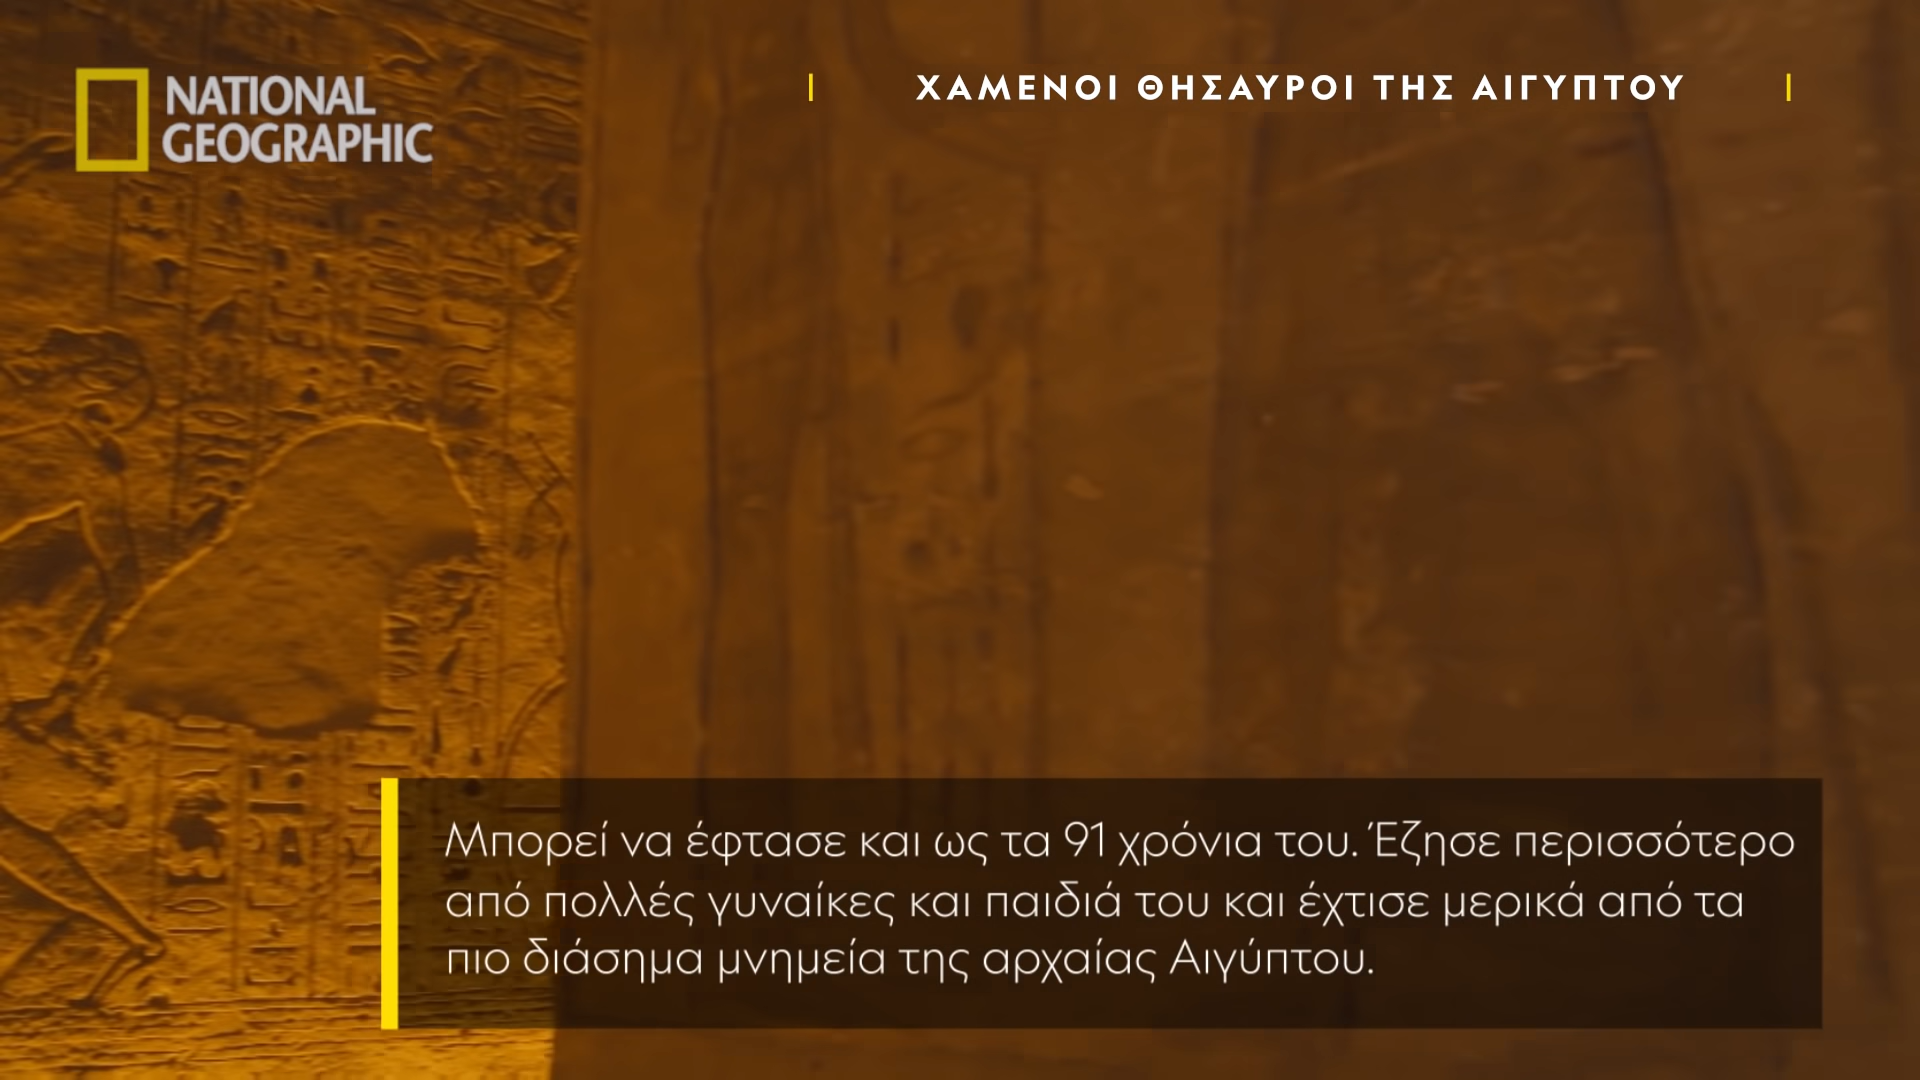 NATIONAL
GEOGRAPHIC
ΧΑΜΕΝΟΙ ΘΗΣΑΥΡΟΙ ΤΗΣ ΑΙΓΥΠΤΟΥ
Μπορεί να έφτασε και ως τα 91 χρόνια του. Έζησε περισσότερο
από πολλές γυναίκες και παιδιά του και έχτισε μερικά από τα
πιο διάσημα μνημεία της αρχαίας Αιγύπτου.